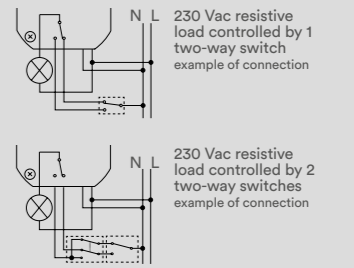 N L
230 Vac resistive
load controlled by 1
two-way switch
example of connection
N L
230 Vac resistive
load controlled by 2
two-way switches
example of connection